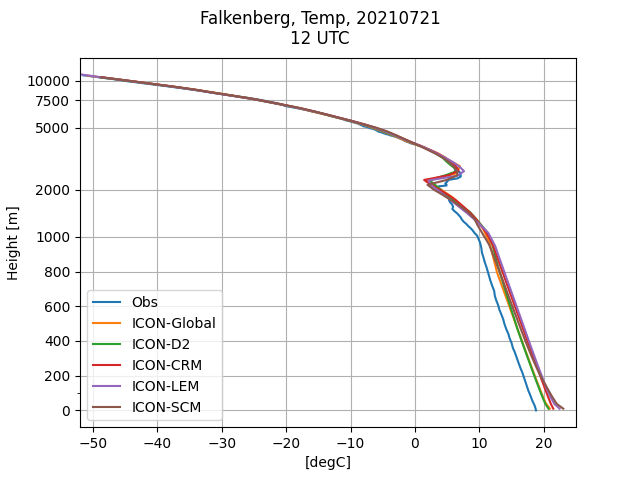 Falkenberg, Temp, 20210721
12 UTC
10000
7500
5000
2000
1000
800
600
400
200
0
Height [m]
Obs
ICON-Global
ICON-D2
ICON-CRM
ICON-LEM
ICON-SCM
−50 −40 −30 −20 −10 0 10 20
[degC]